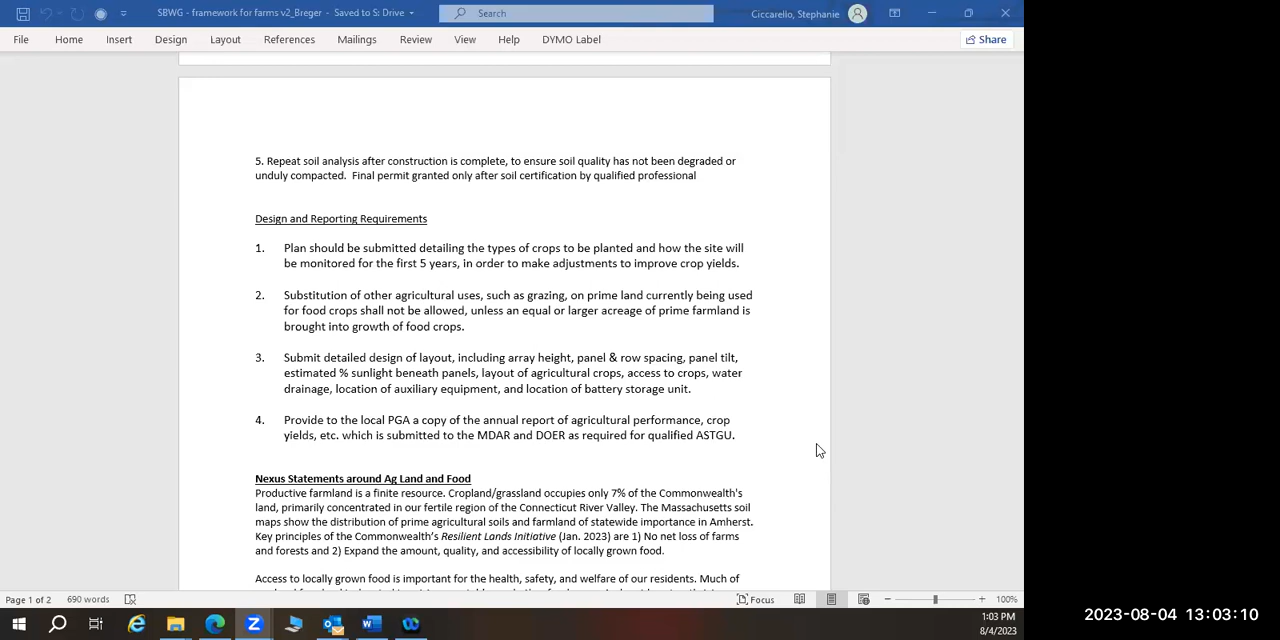 SBWG - framework for farms v2_Breger - Saved to S: Drive
Search
Ciccarello, Stephanie
File Home Insert Design Layout References Mailings Review View Help DYMO Label
Share
5. Repeat soil analysis after construction is complete, to ensure soil quality has not been degraded or
unduly compacted. Final permit granted only after soil certification by qualified professional
Design and Reporting Requirements
1. Plan should be submitted detailing the types of crops to be planted and how the site will
be monitored for the first 5 years, in order to make adjustments to improve crop yields.
2. Substitution of other agricultural uses, such as grazing, on prime land currently being used
for food crops shall not be allowed, unless an equal or larger acreage of prime farmland is
brought into growth of food crops.
3. Submit detailed design of layout, including array height, panel & row spacing, panel tilt,
estimated % sunlight beneath panels, layout of agricultural crops, access to crops, water
drainage, location of auxiliary equipment, and location of battery storage unit.
4. Provide to the local PGA a copy of the annual report of agricultural performance, crop
yields, etc. which is submitted to the MDAR and DOER as required for qualified ASTGU.
Nexus Statements around Ag Land and Food
Productive farmland is a finite resource. Cropland/grassland occupies only 7% of the Commonwealth's
land, primarily concentrated in our fertile region of the Connecticut River Valley. The Massachusetts soil
maps show the distribution of prime agricultural soils and farmland of statewide importance in Amherst.
Key principles of the Commonwealth's Resilient Lands Initiative (Jan. 2023) are 1) No net loss of farms
and forests and 2) Expand the amount, quality, and accessibility of locally grown food.
Access to locally grown food is important for the health, safety, and welfare of our residents. Much of
Page 1 of 2 690 words Focus 100%
1:03 PM
8/4/2023
2023-08-04 13:03:10